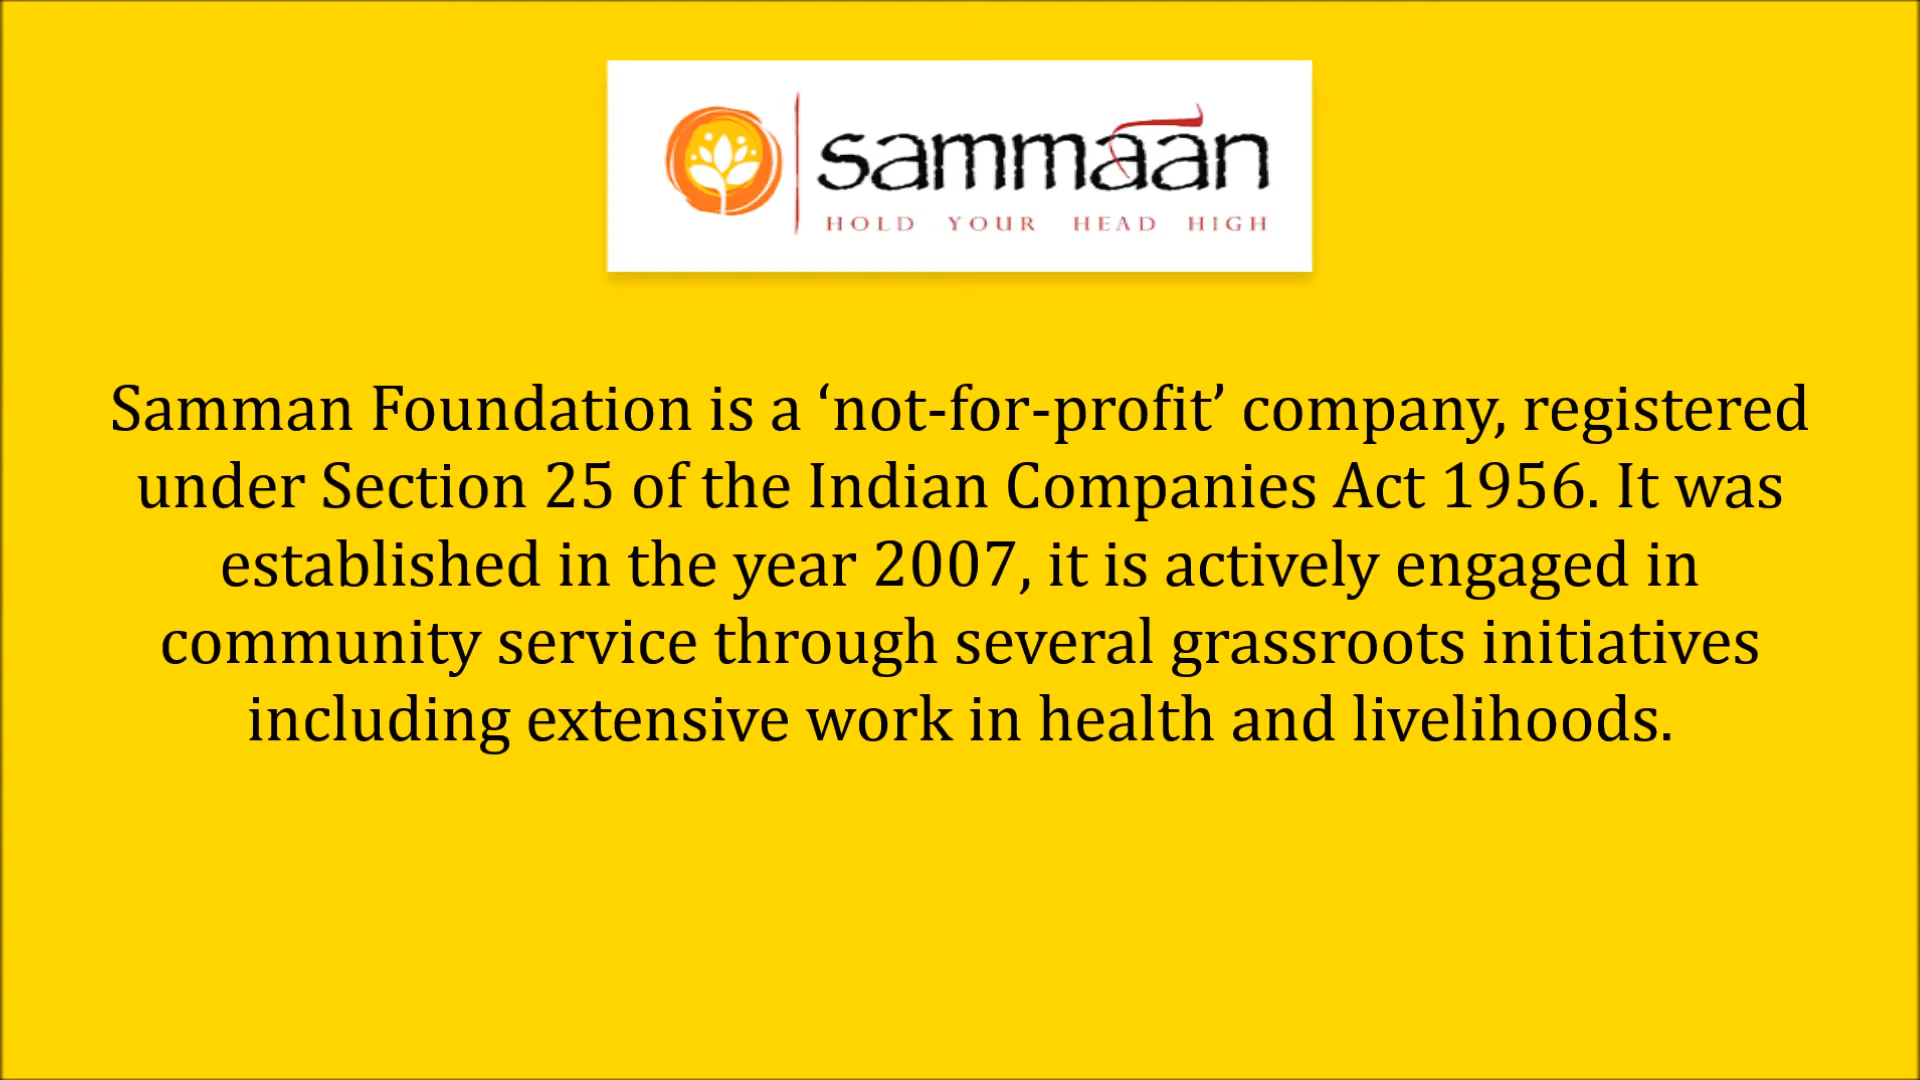 sammaan
HOLD YOUR HEAD HIGH
Samman Foundation is a ‘not-for-profit’ company, registered
under Section 25 of the Indian Companies Act 1956. It was
established in the year 2007, it is actively engaged in
community service through several grassroots initiatives
including extensive work in health and livelihoods.